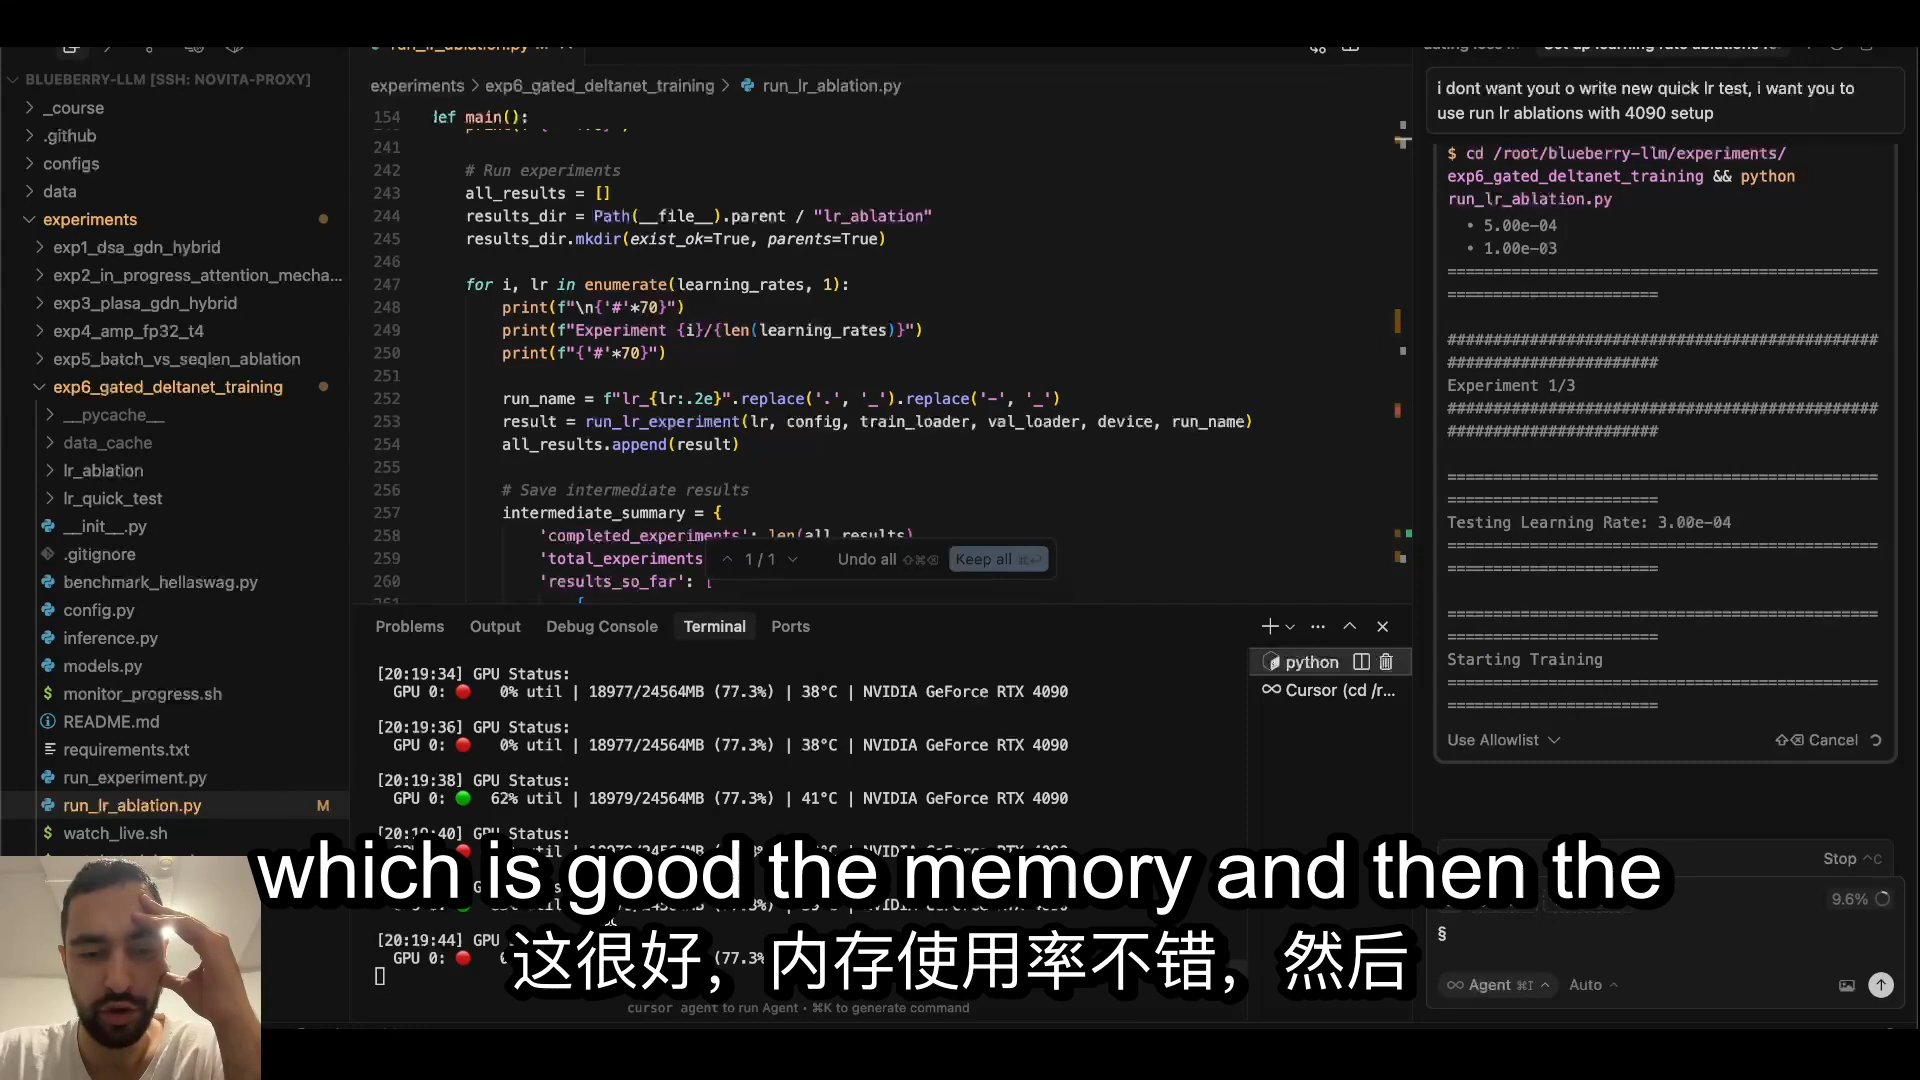 BLUEBERRY-LLM [SSH: NOVITA-PROXY]
_course
.github
configs
data
experiments
exp1_dsa_gdn_hybrid
exp2_in_progress_attention_mecha...
exp3_plasa_gdn_hybrid
exp4_amp_fp32_t4
exp5_batch_vs_seqlen_ablation
exp6_gated_deltanet_training
__pycache__
data_cache
lr_ablation
lr_quick_test
__init__.py
.gitignore
benchmark_hellaswag.py
config.py
inference.py
models.py
monitor_progress.sh
README.md
requirements.txt
run_experiment.py
run_lr_ablation.py M
watch_live.sh
run_lr_ablation.py
experiments > exp6_gated_deltanet_training > run_lr_ablation.py
154 def main():
241
242 # Run experiments
243 all_results = []
244 results_dir = Path(__file__).parent / "lr_ablation"
245 results_dir.mkdir(exist_ok=True, parents=True)
246
247 for i, lr in enumerate(learning_rates, 1):
248 print(f"\n{'#'*70}")
249 print(f"Experiment {i}/{len(learning_rates)}")
250 print(f"{'#'*70}")
251
252 run_name = f"lr_{lr:.2e}".replace('.', '_').replace('-', '_')
253 result = run_lr_experiment(lr, config, train_loader, val_loader, device, run_name)
254 all_results.append(result)
255
256 # Save intermediate results
257 intermediate_summary = {
258 'completed_experiments': len(all_results)
259 'total_experiments
260 'results_so_far': [
261 {
1 / 1 Undo all Keep all
Problems Output Debug Console Terminal Ports
[20:19:34] GPU Status:
GPU 0: 0% util | 18977/24564MB (77.3%) | 38°C | NVIDIA GeForce RTX 4090
[20:19:36] GPU Status:
GPU 0: 0% util | 18977/24564MB (77.3%) | 38°C | NVIDIA GeForce RTX 4090
[20:19:38] GPU Status:
GPU 0: 62% util | 18979/24564MB (77.3%) | 41°C | NVIDIA GeForce RTX 4090
[20:19:40] GPU Status:
[20:19:44] GPU
GPU 0:
python
Cursor (cd /r...
cursor agent to run Agent • ⌘K to generate command
i dont want yout o write new quick lr test, i want you to
use run lr ablations with 4090 setup
$ cd /root/blueberry-llm/experiments/
exp6_gated_deltanet_training && python
run_lr_ablation.py
• 5.00e-04
• 1.00e-03
===============================================
=======================
###############################################
#######################
Experiment 1/3
###############################################
#######################
===============================================
=======================
Testing Learning Rate: 3.00e-04
===============================================
=======================
===============================================
=======================
Starting Training
===============================================
=======================
Use Allowlist Cancel
Stop ^C
9.6%
§
Agent ⌘I Auto
which is good the memory and then the
这很好，内存使用率不错，然后